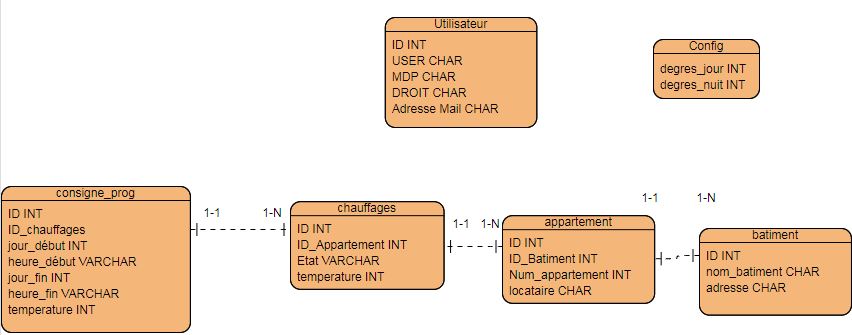 Utilisateur
ID INT
USER CHAR
MDP CHAR
DROIT CHAR
Adresse Mail CHAR
Config
degres_jour INT
degres_nuit INT
consigne_prog
ID INT
ID_chauffages
jour_début INT
heure_début VARCHAR
jour_fin INT
heure_fin VARCHAR
temperature INT
1-1
1-N
chauffages
ID INT
ID_Appartement INT
Etat VARCHAR
temperature INT
1-1
1-N
appartement
ID INT
ID_Batiment INT
Num_appartement INT
locataire CHAR
1-1
1-N
batiment
ID INT
nom_batiment CHAR
adresse CHAR